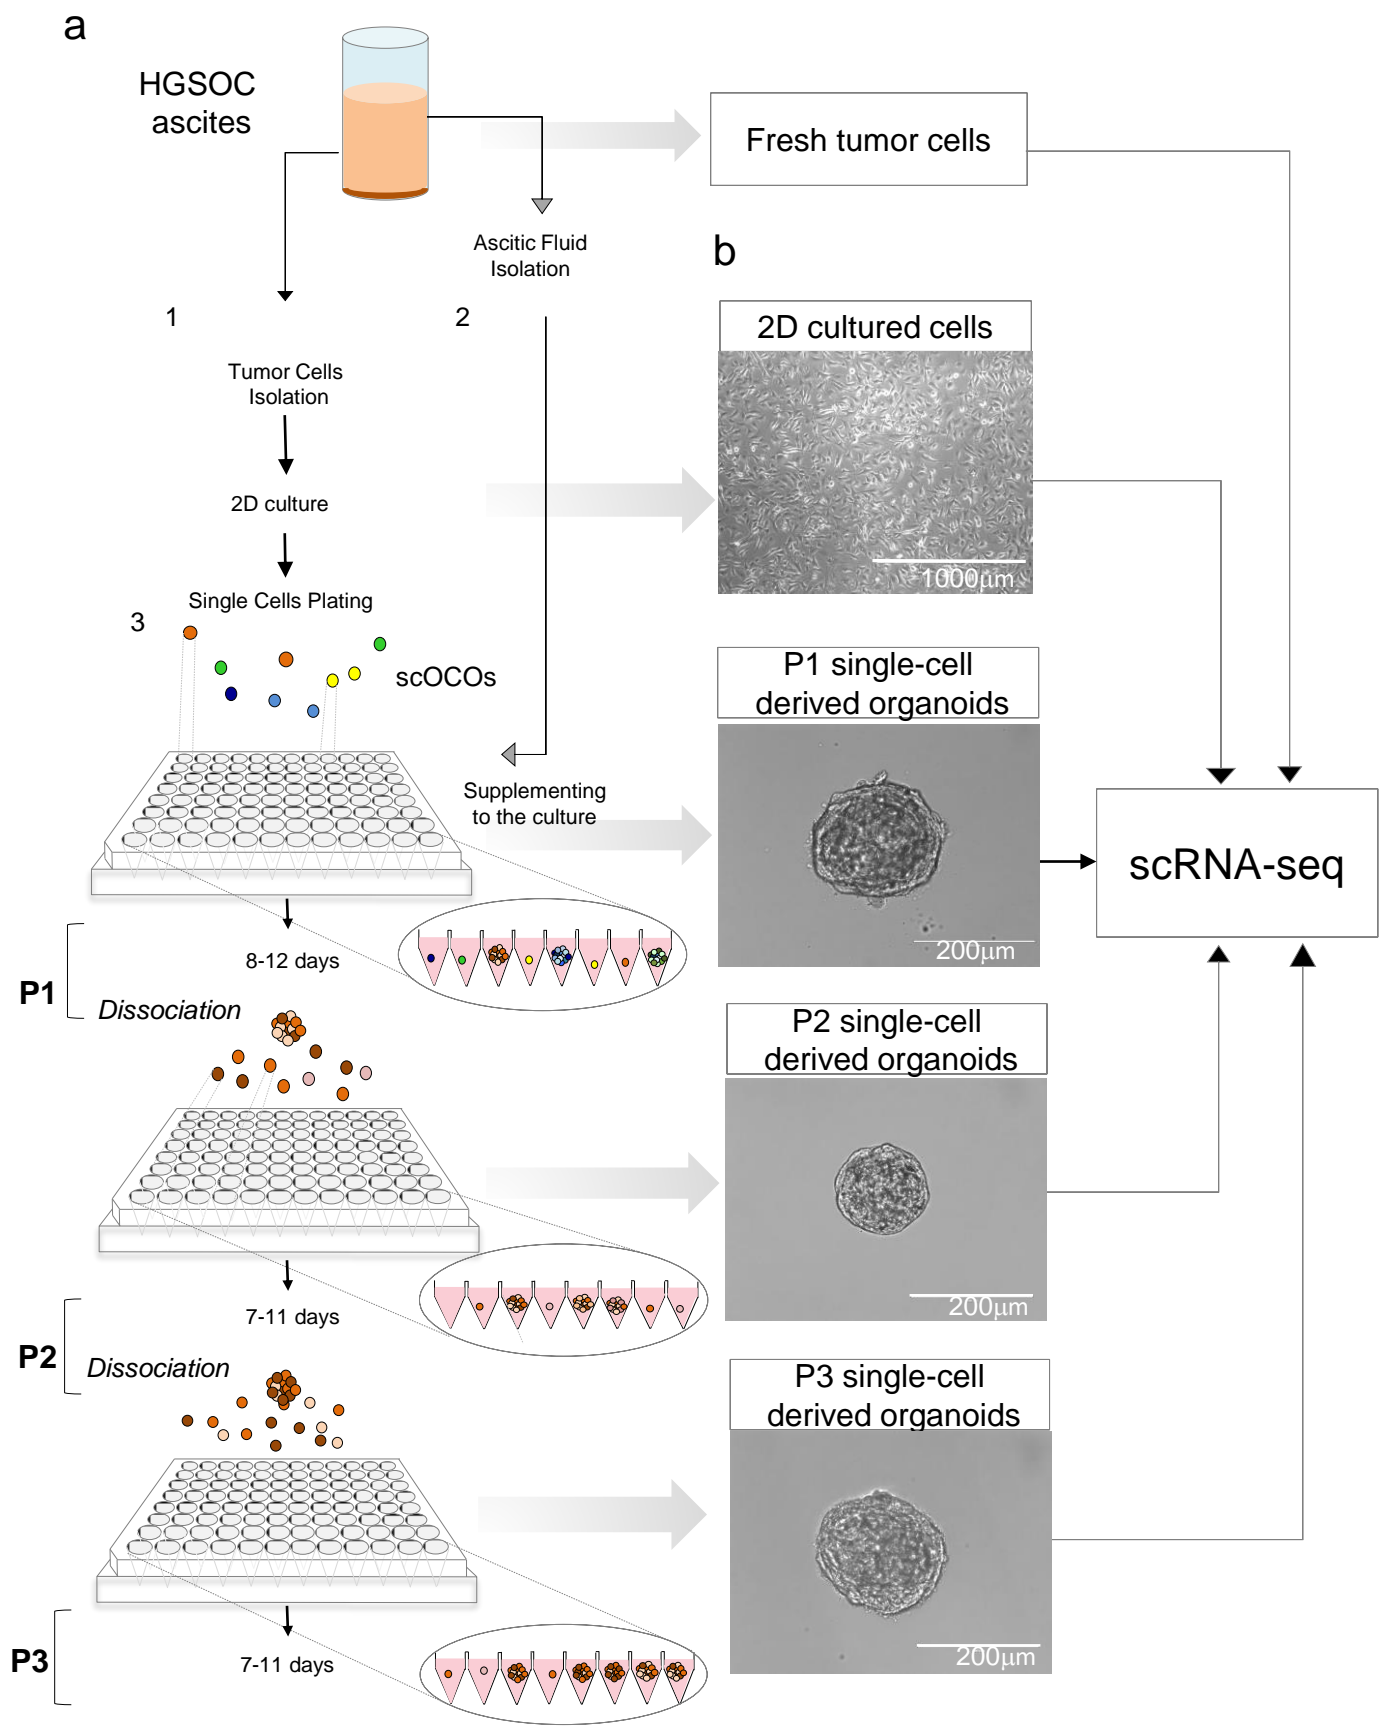 a
HGSOC
ascites
Fresh tumor cells
Ascitic Fluid
Isolation
b
1
2
2D cultured cells
Tumor Cells
Isolation
2D culture
1000μm
Single Cells Plating
3
scOCOs
P1 single-cell
derived organoids
Supplementing
to the culture
scRNA-seq
200μm
8-12 days
P1
Dissociation
P2 single-cell
derived organoids
200μm
7-11 days
P2
Dissociation
P3 single-cell
derived organoids
200μm
P3
7-11 days